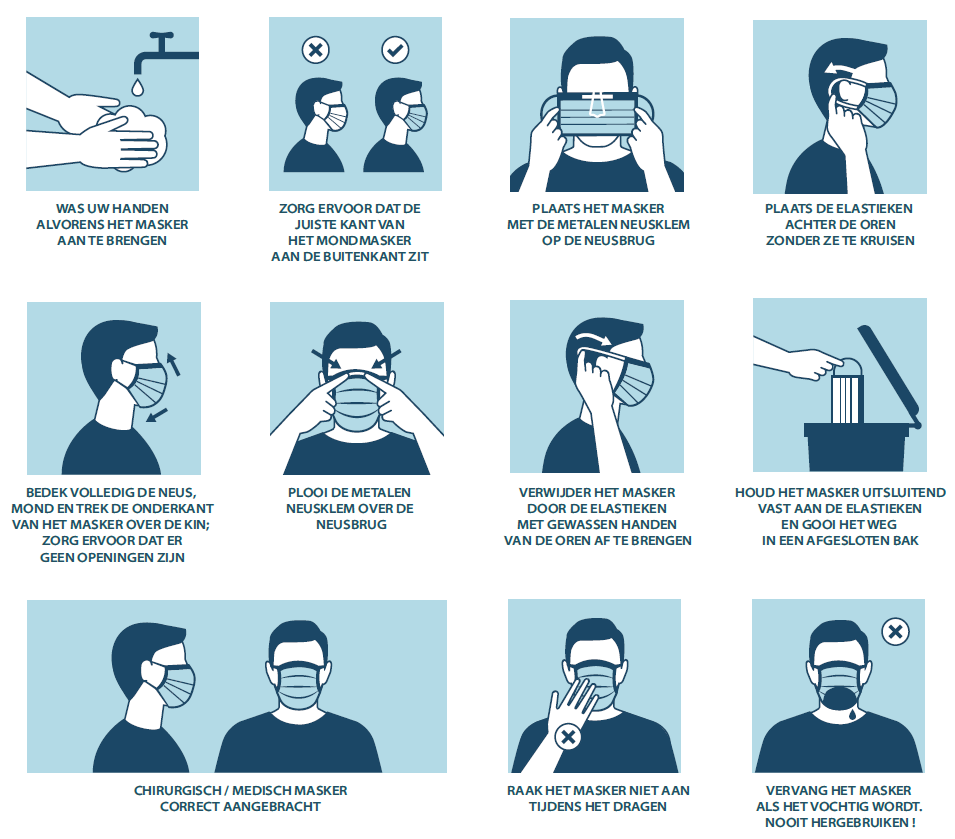 WAS UW HANDEN
ALVORENS HET MASKER
AAN TE BRENGEN
ZORG ERVOOR DAT DE
JUISTE KANT VAN
HET MONDMASKER
AAN DE BUITENKANT ZIT
PLAATS HET MASKER
MET DE METALEN NEUSKLEM
OP DE NEUSBRUG
PLAATS DE ELASTIEKEN
ACHTER DE OREN
ZONDER ZE TE KRUISEN
BEDEK VOLLEDIG DE NEUS,
MOND EN TREK DE ONDERKANT
VAN HET MASKER OVER DE KIN;
ZORG ERVOOR DAT ER
GEEN OPENINGEN ZIJN
PLOOI DE METALEN
NEUSKLEM OVER DE
NEUSBRUG
VERWIJDER HET MASKER
DOOR DE ELASTIEKEN
MET GEWASSEN HANDEN
VAN DE OREN AF TE BRENGEN
HOUD HET MASKER UITSLUITEND
VAST AAN DE ELASTIEKEN
EN GOOI HET WEG
IN EEN AFGESLOTEN BAK
CHIRURGISCH / MEDISCH MASKER
CORRECT AANGEBRACHT
RAAK HET MASKER NIET AAN
TIJDENS HET DRAGEN
VERVANG HET MASKER
ALS HET VOCHTIG WORDT.
NOOIT HERGEBRUIKEN !